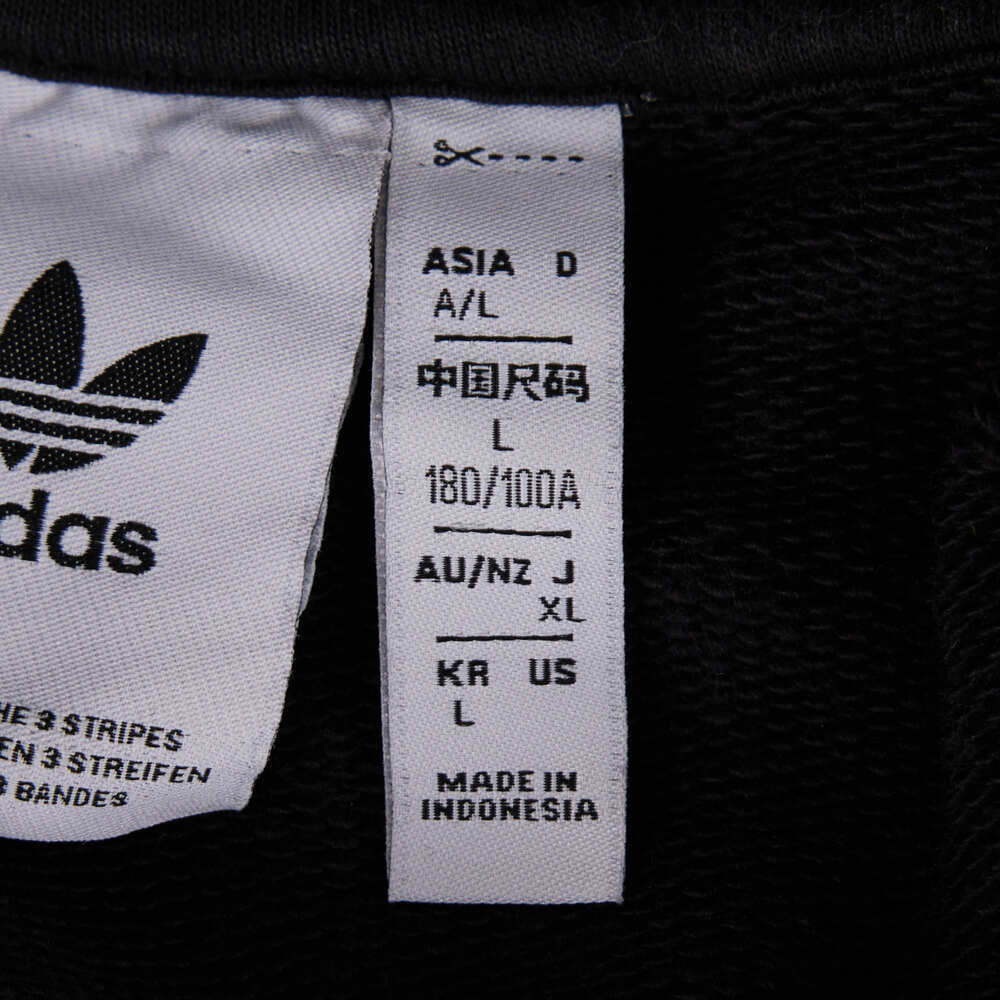 das
HE 3 STRIPES
EN 3 STREIFEN
3 BANDES
ASIA D
A/L
中国尺码
L
180/100A
AU/NZ J
XL
KR US
L
MADE IN
INDONESIA